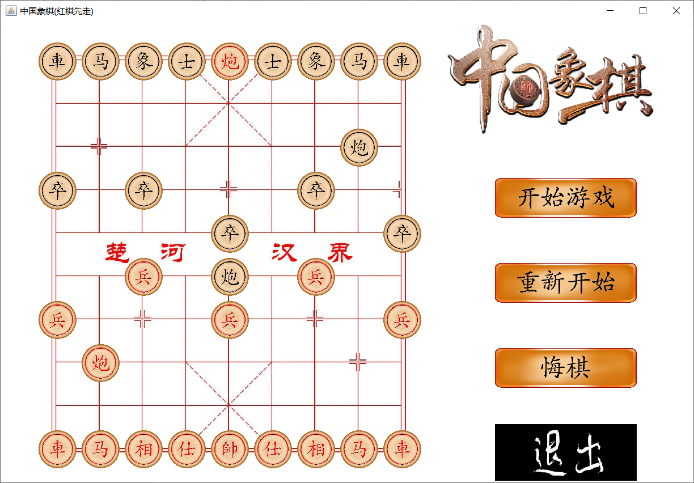 中国象棋(红棋先走)
車 马 象 士 炮 士 象 马 車
炮
卒 卒 卒
卒 卒
楚 河 汉 界
兵 炮 兵
兵 兵 兵
炮
車 马 相 仕 帥 仕 相 马 車
中国象棋
帥
开始游戏
重新开始
悔棋
退出